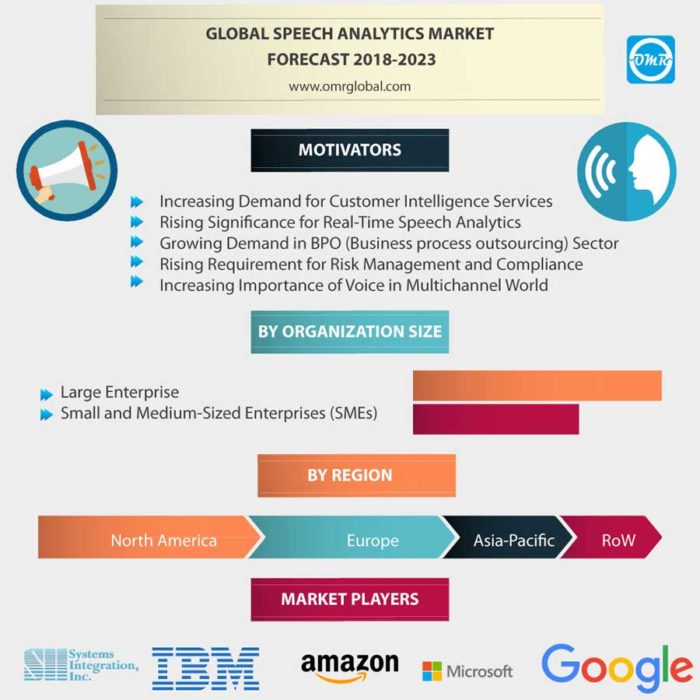 GLOBAL SPEECH ANALYTICS MARKET
FORECAST 2018-2023
www.omrglobal.com
OMR
MOTIVATORS
Increasing Demand for Customer Intelligence Services
Rising Significance for Real-Time Speech Analytics
Growing Demand in BPO (Business process outsourcing) Sector
Rising Requirement for Risk Management and Compliance
Increasing Importance of Voice in Multichannel World
BY ORGANIZATION SIZE
Large Enterprise
Small and Medium-Sized Enterprises (SMEs)
BY REGION
North America
Europe
Asia-Pacific
RoW
MARKET PLAYERS
SII
Systems
Integration,
Inc.
IBM
amazon
Microsoft
Google